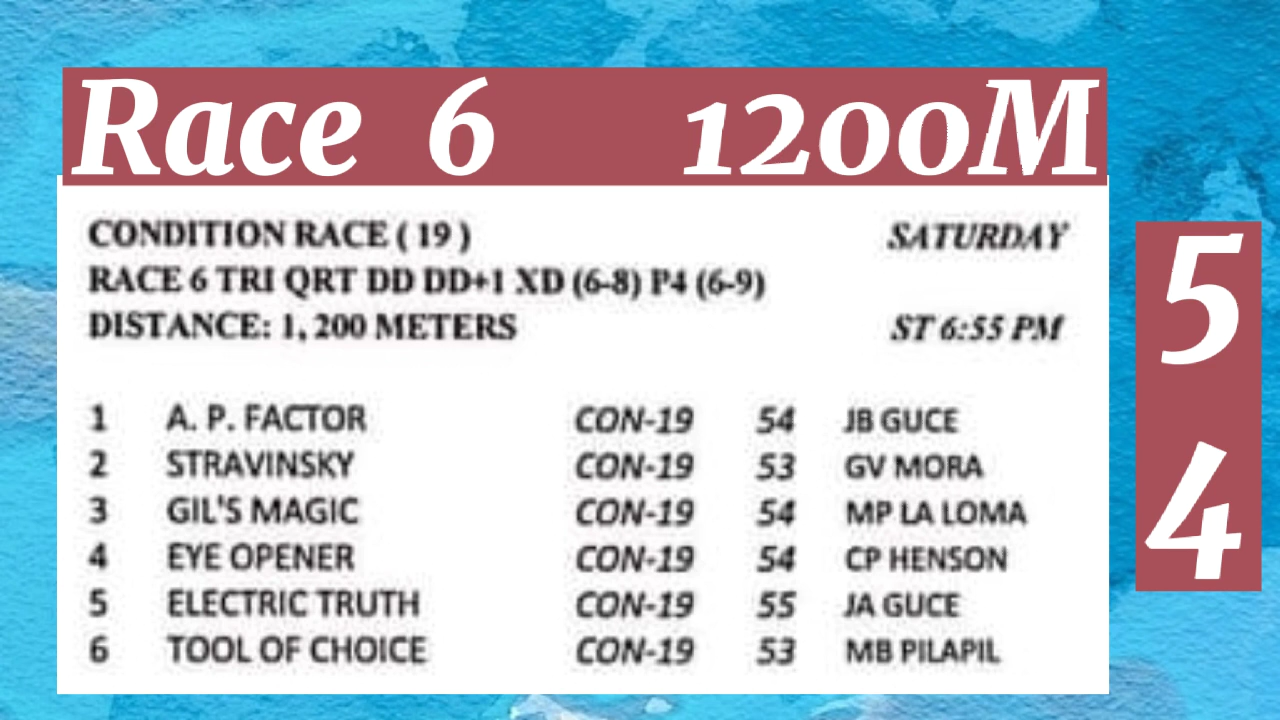 Race 6 1200M
CONDITION RACE ( 19 ) SATURDAY
RACE 6 TRI QRT DD DD+1 XD (6-8) P4 (6-9)
DISTANCE: 1, 200 METERS ST 6:55 PM
1 A. P. FACTOR CON-19 54 JB GUCE
2 STRAVINSKY CON-19 53 GV MORA
3 GIL'S MAGIC CON-19 54 MP LA LOMA
4 EYE OPENER CON-19 54 CP HENSON
5 ELECTRIC TRUTH CON-19 55 JA GUCE
6 TOOL OF CHOICE CON-19 53 MB PILAPIL
5
4